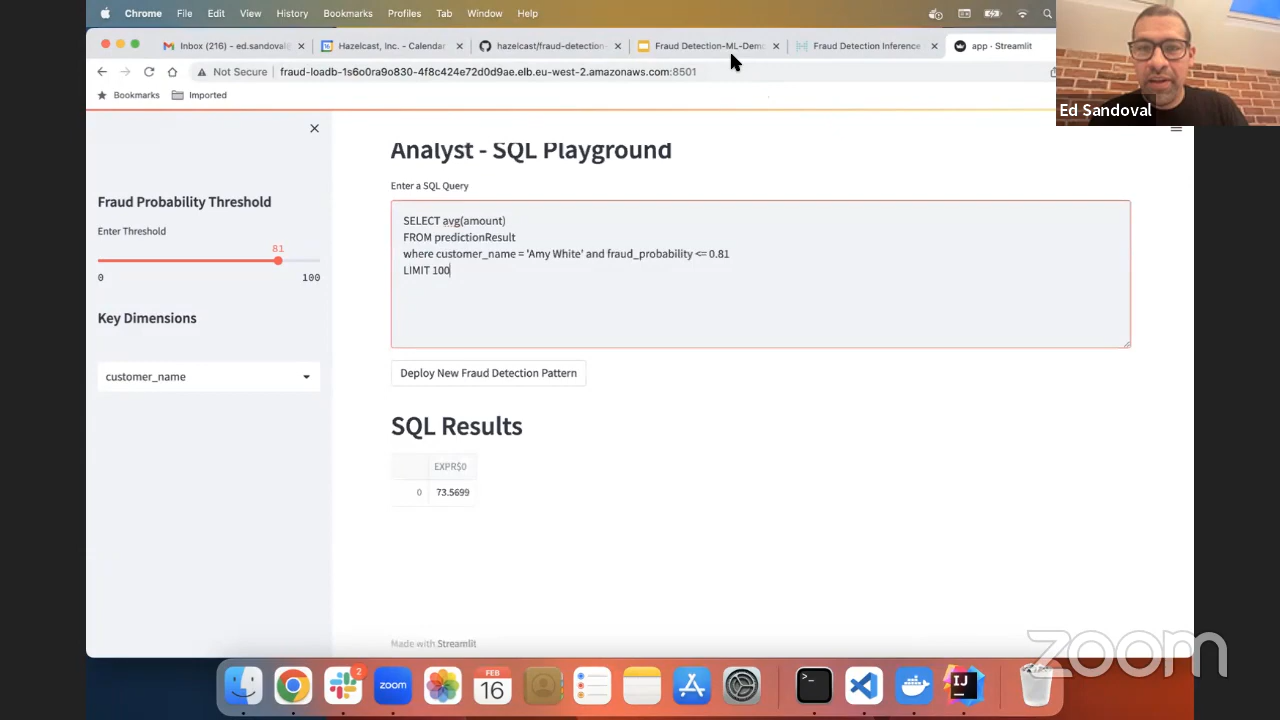 Chrome File Edit View History Bookmarks Profiles Tab Window Help
Inbox (216) - ed.sandoval@
Hazelcast, Inc. - Calendar
hazelcast/fraud-detection-
Fraud Detection-ML-Demo
Fraud Detection Inference
app · Streamlit
Not Secure fraud-loadb-1s6o0ra9o830-4f8c424e72d0d9ae.elb.eu-west-2.amazonaws.com:8501
Bookmarks Imported
Ed Sandoval
Fraud Probability Threshold
Enter Threshold
81
0 100
Key Dimensions
customer_name
Analyst - SQL Playground
Enter a SQL Query
SELECT avg(amount)
FROM predictionResult
where customer_name = 'Amy White' and fraud_probability <= 0.81
LIMIT 100
Deploy New Fraud Detection Pattern
SQL Results
EXPR$0
0 73.5699
Made with Streamlit
2
zoom
FEB
16
>_
IJ
zoom